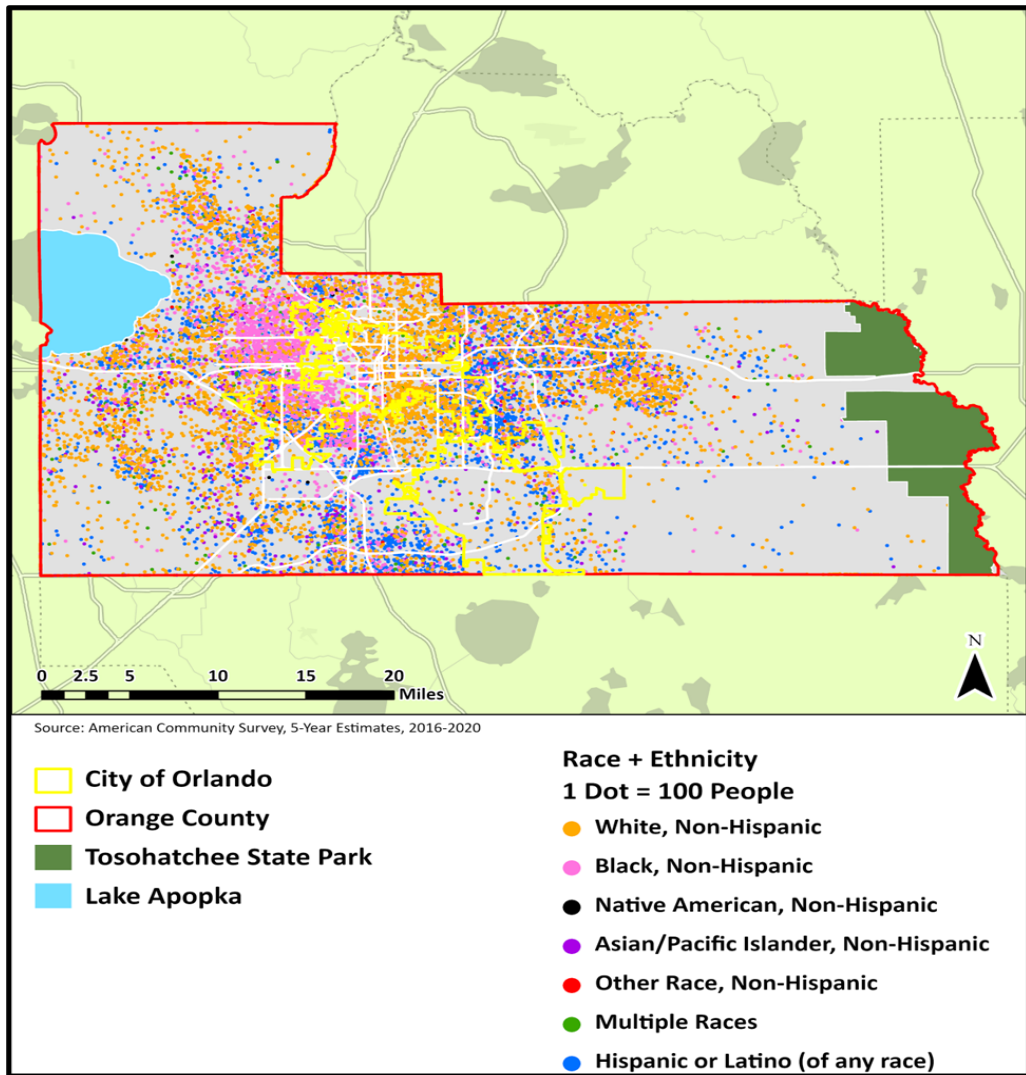 N
0 2.5 5 10 15 20
Miles
Source: American Community Survey, 5-Year Estimates, 2016-2020
City of Orlando
Orange County
Tosohatchee State Park
Lake Apopka
Race + Ethnicity
1 Dot = 100 People
White, Non-Hispanic
Black, Non-Hispanic
Native American, Non-Hispanic
Asian/Pacific Islander, Non-Hispanic
Other Race, Non-Hispanic
Multiple Races
Hispanic or Latino (of any race)